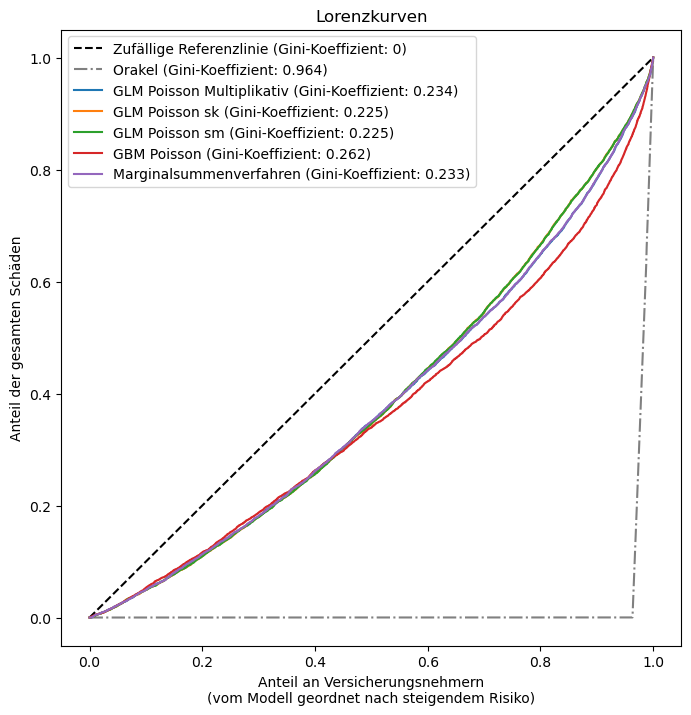 Lorenzkurven
Zufällige Referenzlinie (Gini-Koeffizient: 0)
Orakel (Gini-Koeffizient: 0.964)
GLM Poisson Multiplikativ (Gini-Koeffizient: 0.234)
GLM Poisson sk (Gini-Koeffizient: 0.225)
GLM Poisson sm (Gini-Koeffizient: 0.225)
GBM Poisson (Gini-Koeffizient: 0.262)
Marginalsummenverfahren (Gini-Koeffizient: 0.233)
Anteil der gesamten Schäden
1.0
0.8
0.6
0.4
0.2
0.0
0.0 0.2 0.4 0.6 0.8 1.0
Anteil an Versicherungsnehmern
(vom Modell geordnet nach steigendem Risiko)